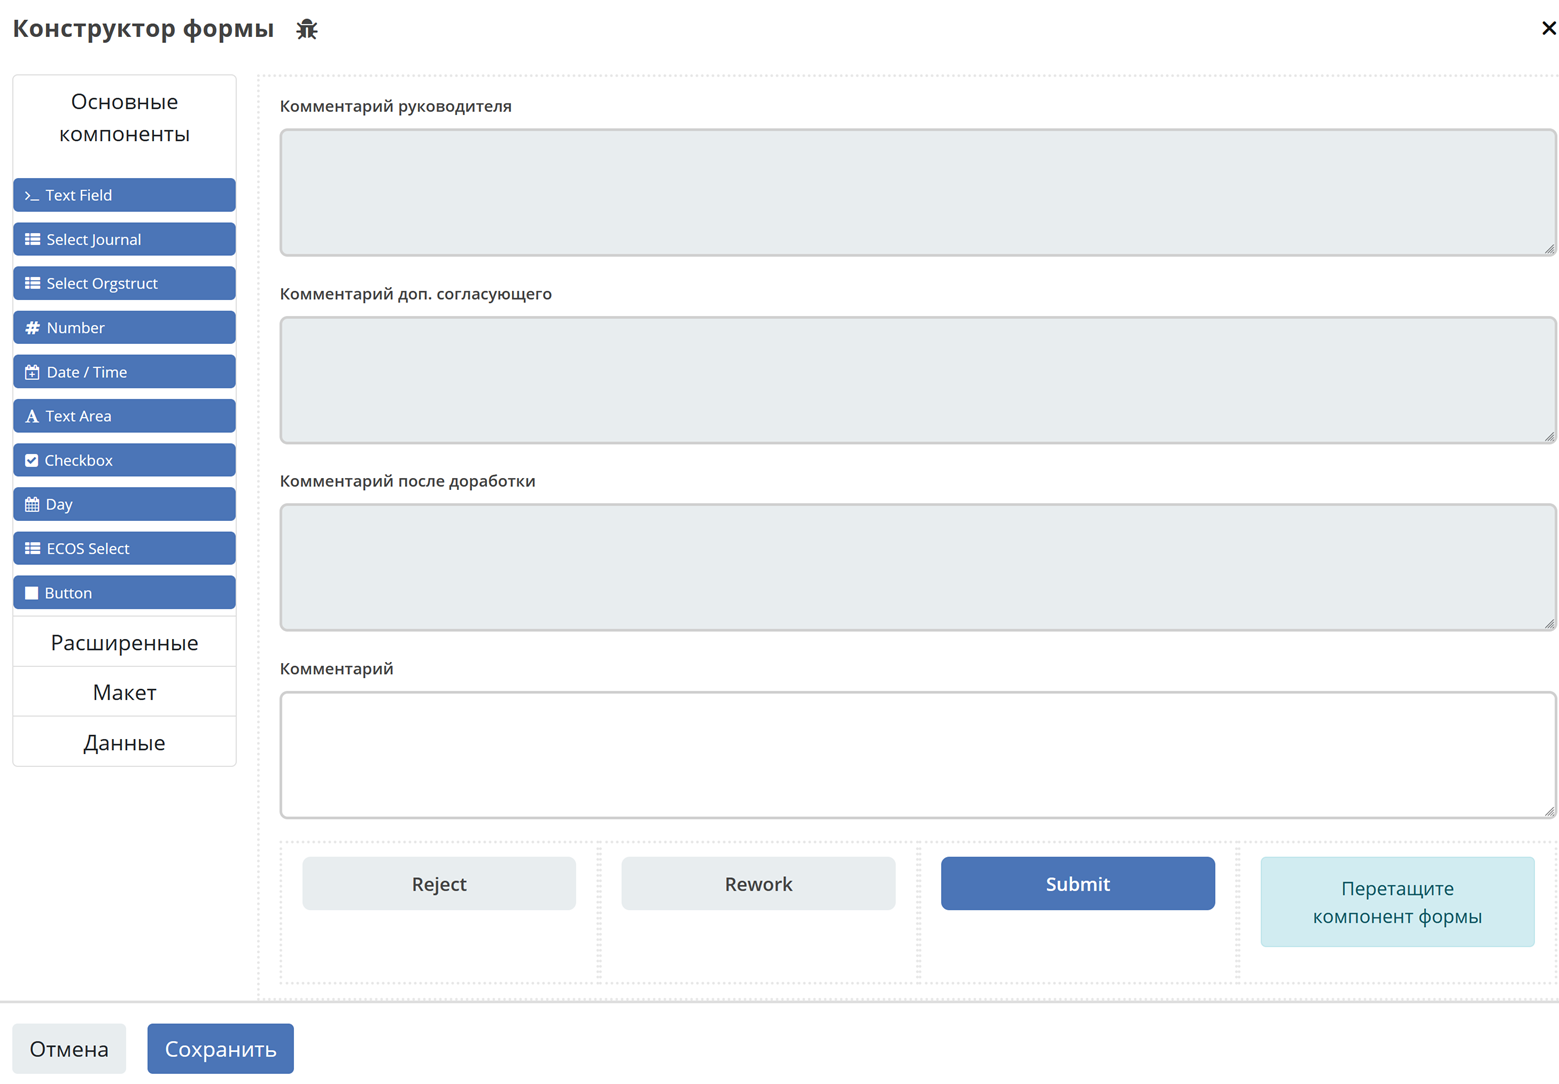 Конструктор формы
Основные
компоненты
Text Field
Select Journal
Select Orgstruct
Number
Date / Time
Text Area
Checkbox
Day
ECOS Select
Button
Расширенные
Макет
Данные
Комментарий руководителя
Комментарий доп. согласующего
Комментарий после доработки
Комментарий
Reject
Rework
Submit
Перетащите
компонент формы
Отмена
Сохранить